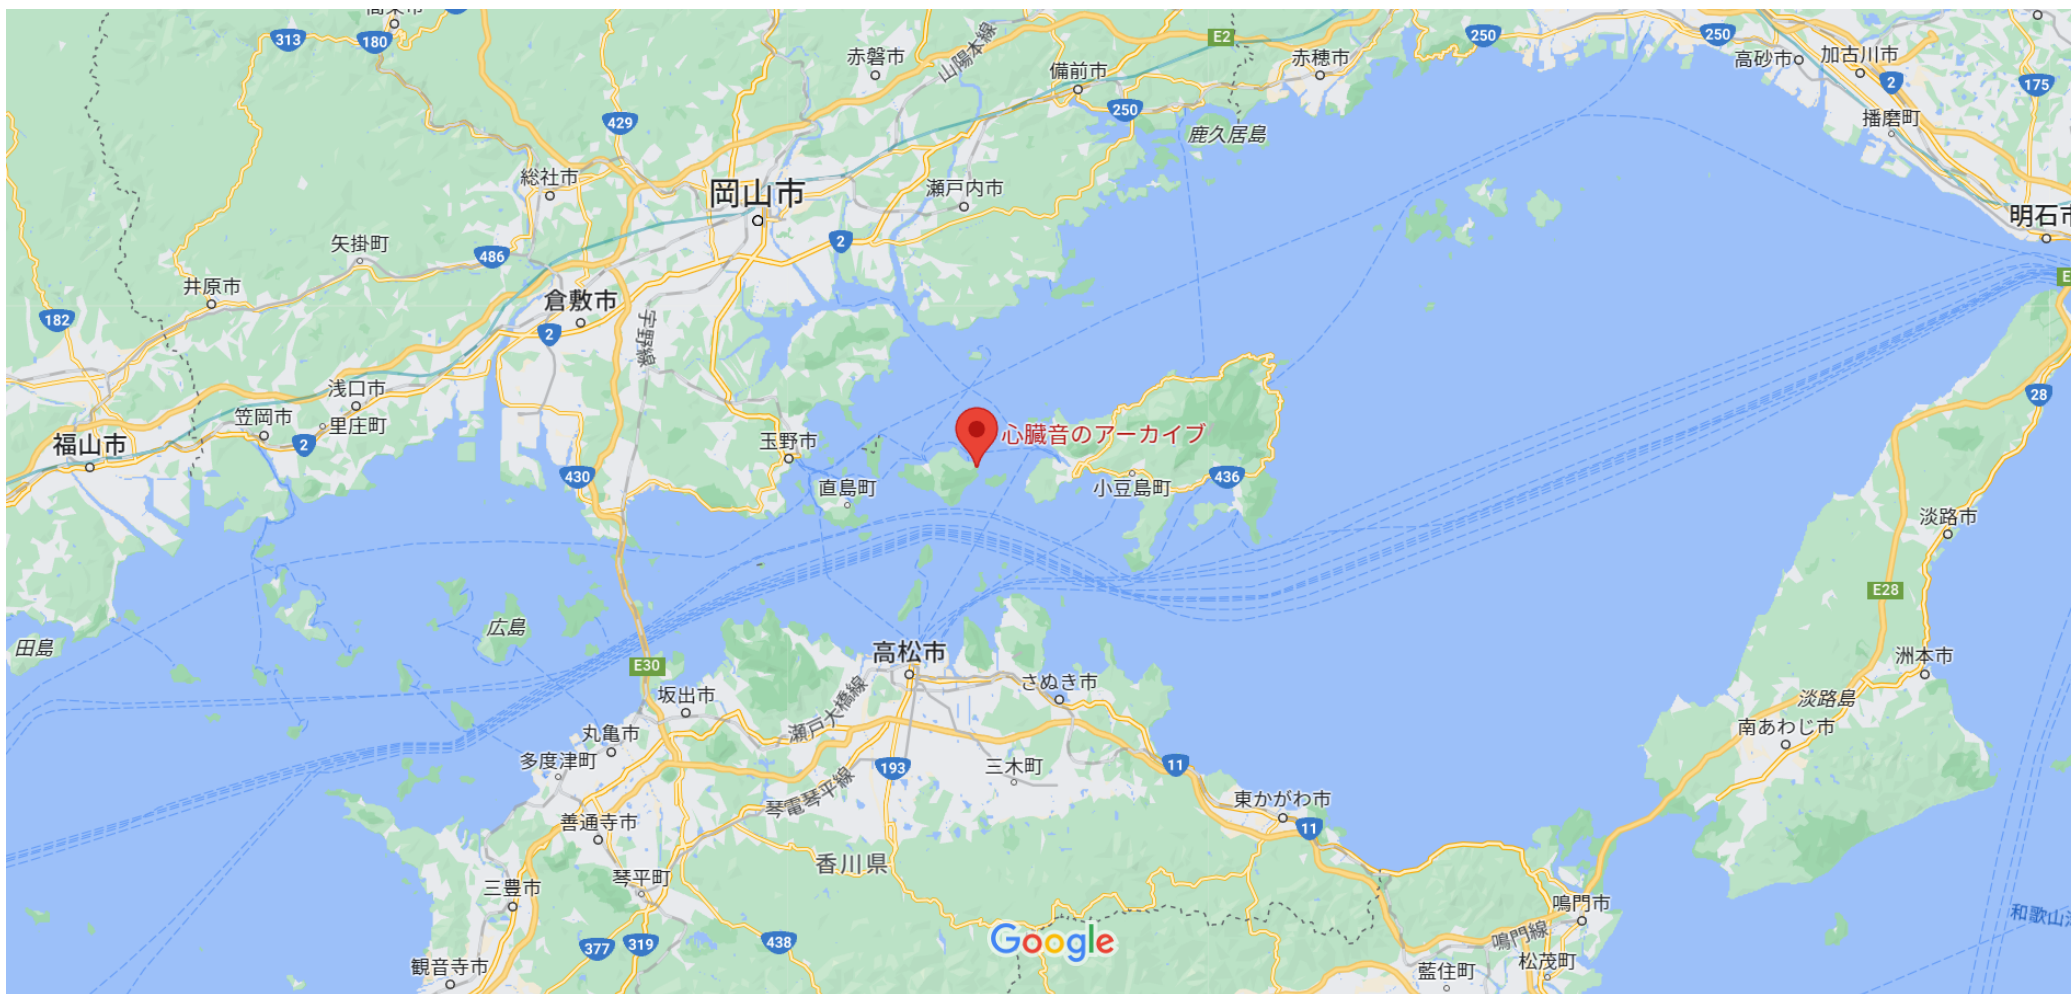 313
180
E2
250
250
高砂市
加古川市
2
175
播磨町
赤磐市
山陽本線
備前市
赤穂市
250
429
鹿久居島
総社市
岡山市
瀬戸内市
明石市
矢掛町
486
2
井原市
182
倉敷市
2
宇野線
浅口市
笠岡市
里庄町
2
福山市
28
玉野市
心臓音のアーカイブ
430
直島町
小豆島町
436
淡路市
E28
広島
田島
E30
高松市
洲本市
坂出市
さぬき市
淡路島
瀬戸大橋線
南あわじ市
丸亀市
多度津町
193
三木町
11
琴電琴平線
東かがわ市
11
善通寺市
香川県
三豊市
琴平町
鳴門市
和歌山
377
319
438
Google
鳴門線
観音寺市
藍住町
松茂町